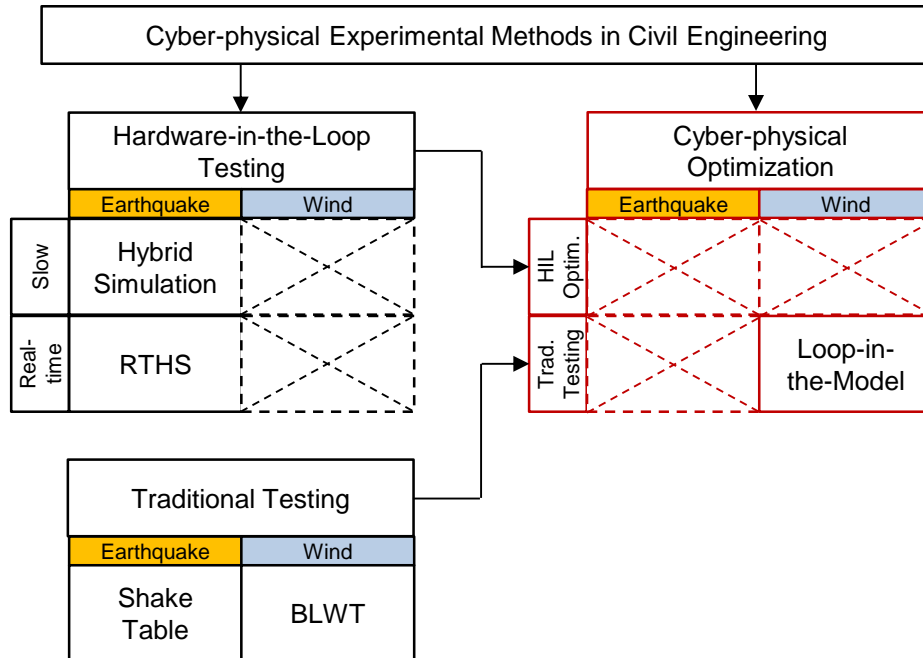 Cyber-physical Experimental Methods in Civil Engineering
Hardware-in-the-Loop
Testing
Earthquake
Wind
Slow
Hybrid
Simulation
Real-
time
RTHS
Cyber-physical
Optimization
Earthquake
Wind
HIL
Optim.
Trad.
Testing
Loop-in-
the-Model
Traditional Testing
Earthquake
Wind
Shake
Table
BLWT